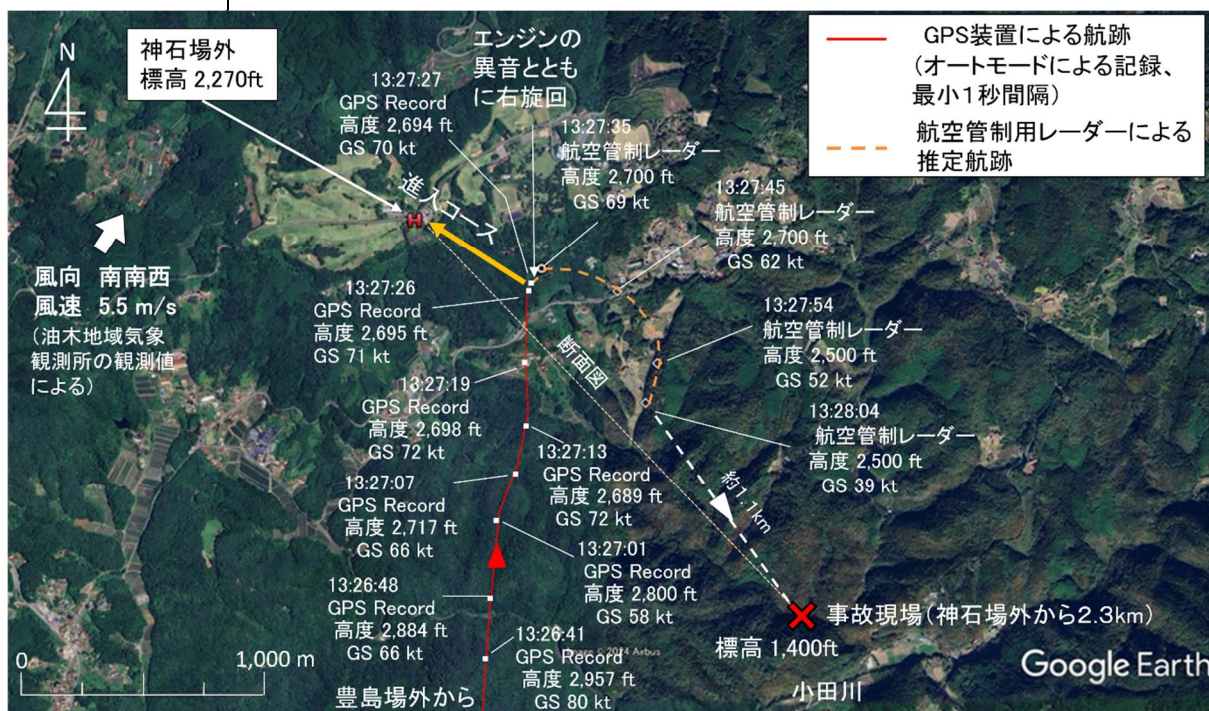 神石場外
標高 2,270ft
N
エンジンの
異音ととも
に右旋回
GPS装置による航跡
(オートモードによる記録、
最小1秒間隔)
航空管制用レーダーによる
推定航跡
13:27:27
GPS Record
高度 2,694 ft
GS 70 kt
13:27:35
航空管制レーダー
高度 2,700 ft
GS 69 kt
13:27:45
航空管制レーダー
高度 2,700 ft
GS 62 kt
進入コース
H
風向 南南西
風速 5.5 m/s
(油木地域気象
観測所の観測値
による)
13:27:26
GPS Record
高度 2,695 ft
GS 71 kt
13:27:54
航空管制レーダー
高度 2,500 ft
GS 52 kt
断面図
13:27:19
GPS Record
高度 2,698 ft
GS 72 kt
13:28:04
航空管制レーダー
高度 2,500 ft
GS 39 kt
13:27:13
GPS Record
高度 2,689 ft
GS 72 kt
13:27:07
GPS Record
高度 2,717 ft
GS 66 kt
約1.1km
13:27:01
GPS Record
高度 2,800 ft
GS 58 kt
13:26:48
GPS Record
高度 2,884 ft
GS 66 kt
事故現場(神石場外から2.3km)
標高 1,400ft
13:26:41
GPS Record
高度 2,957 ft
GS 80 kt
Image © 2024 Airbus
0
1,000 m
豊島場外から
小田川
Google Earth